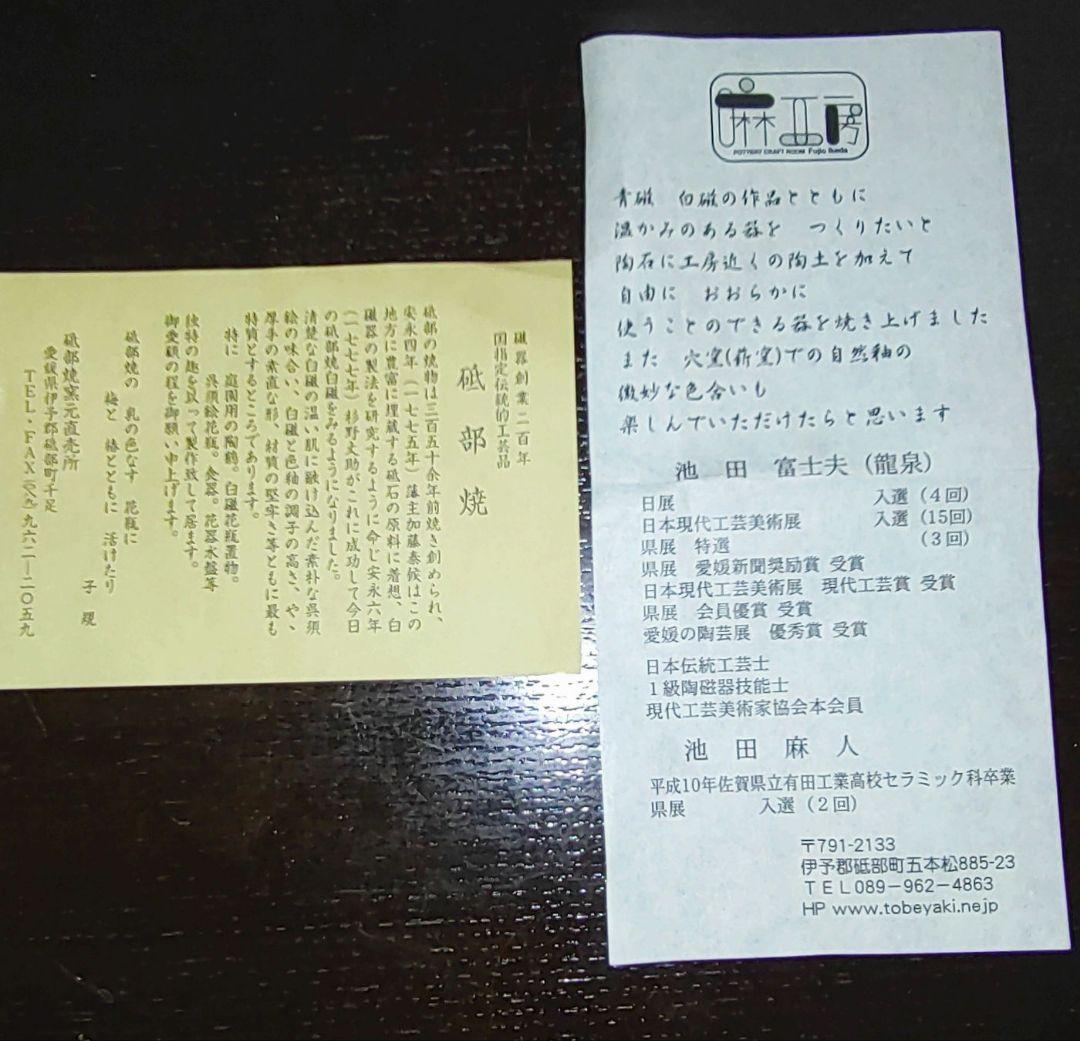 磁器創業二百年
国指定伝統的工芸品
砥部焼
砥部の焼物は三百五十余年前焼き創められ、
安永四年(一七七五年)藩主加藤泰候はこの
地方に豊富に埋蔵する砥石の原料に着想、白
磁器の製法を研究するように命じ安永六年
(一七七七年)杉野丈助がこれに成功して今日
の砥部焼白磁をみるようになりました。
清楚な白磁の温い肌に融け込んだ素朴な呉須
絵の味合い、白磁と色釉の調子の高さ、やゝ
厚手の素直な形、材質の堅牢さ等ともに最も
特質とするところであります。
特に 庭園用の陶鶴。白磁花瓶置物。
呉須絵花瓶。食器。花器水盤等
独特の趣を以って製作致して居ます。
御愛顧の程を御願い申上げます。
砥部焼の 乳の色なす 花瓶に
梅と 椿とともに 活けたり
子規
砥部焼窯元直売所
愛媛県伊予郡砥部町千足
TEL・FAX(〇八九)九六二ー二〇五九
麻工房
POTTERY CRAFT ROOM Fujio Ikeda
青磁 白磁の作品とともに
温かみのある器を つくりたいと
陶石に工房近くの陶土を加えて
自由に おおらかに
使うことのできる器を焼き上げました
また 穴窯(薪窯)での自然釉の
微妙な色合いも
楽しんでいただけたらと思います
池田 富士夫(龍泉)
日展 入選(4回)
日本現代工芸美術展 入選(15回)
県展 特選 (3回)
県展 愛媛新聞奨励賞 受賞
日本現代工芸美術展 現代工芸賞 受賞
県展 会員優賞 受賞
愛媛の陶芸展 優秀賞 受賞
日本伝統工芸士
1級陶磁器技能士
現代工芸美術家協会本会員
池田麻人
平成10年佐賀県立有田工業高校セラミック科卒業
県展 入選(2回)
〒791-2133
伊予郡砥部町五本松885-23
TEL089-962-4863
HP www.tobeyaki.nejp